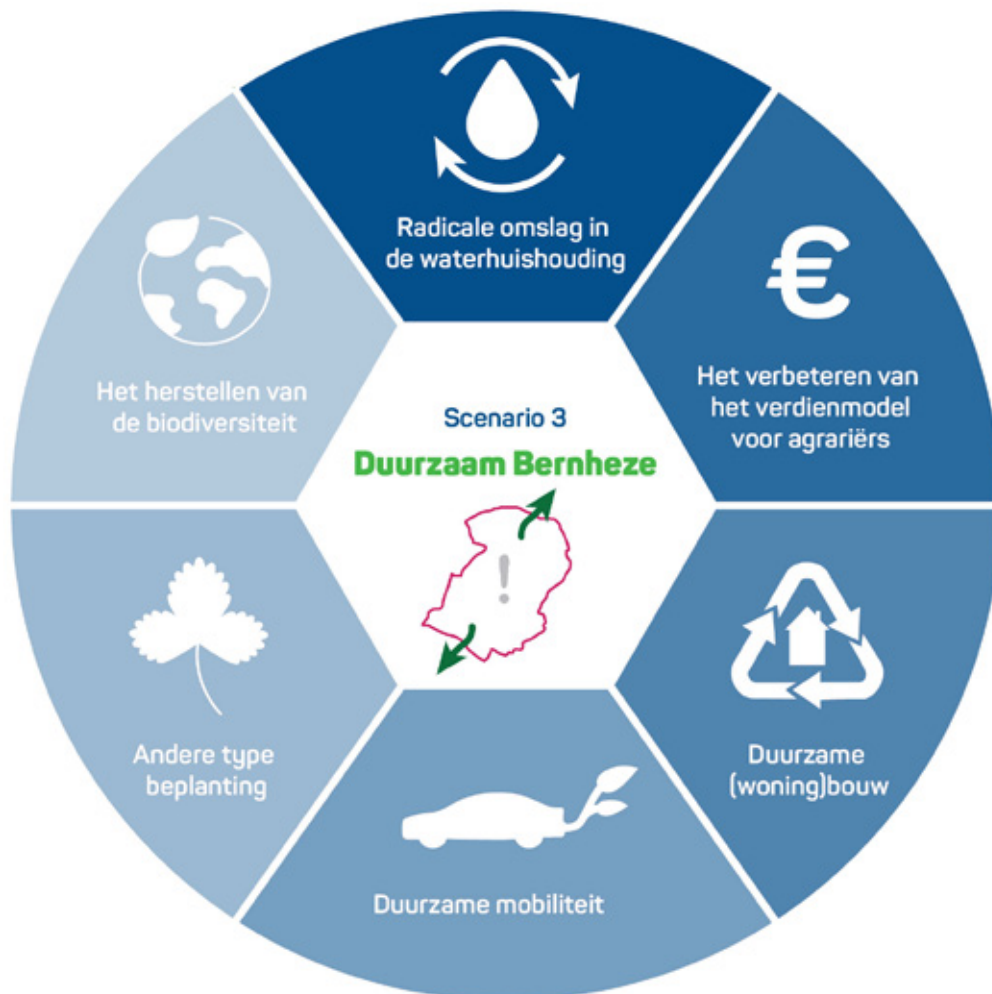 Radicale omslag in
de waterhuishouding
€
Het verbeteren van
het verdienmodel
voor agrariërs
Duurzame
(woning)bouw
Duurzame mobiliteit
Andere type
beplanting
Het herstellen van
de biodiversiteit
Scenario 3
Duurzaam Bernheze
!